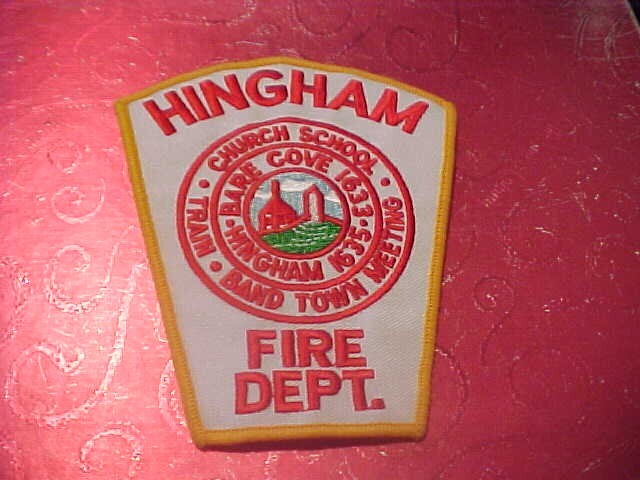 HINGHAM
CHURCH SCHOOL •
TRAIN • BAND TOWN MEETING
• BARE COVE 1633 •
HINGHAM 1635
FIRE
DEPT.